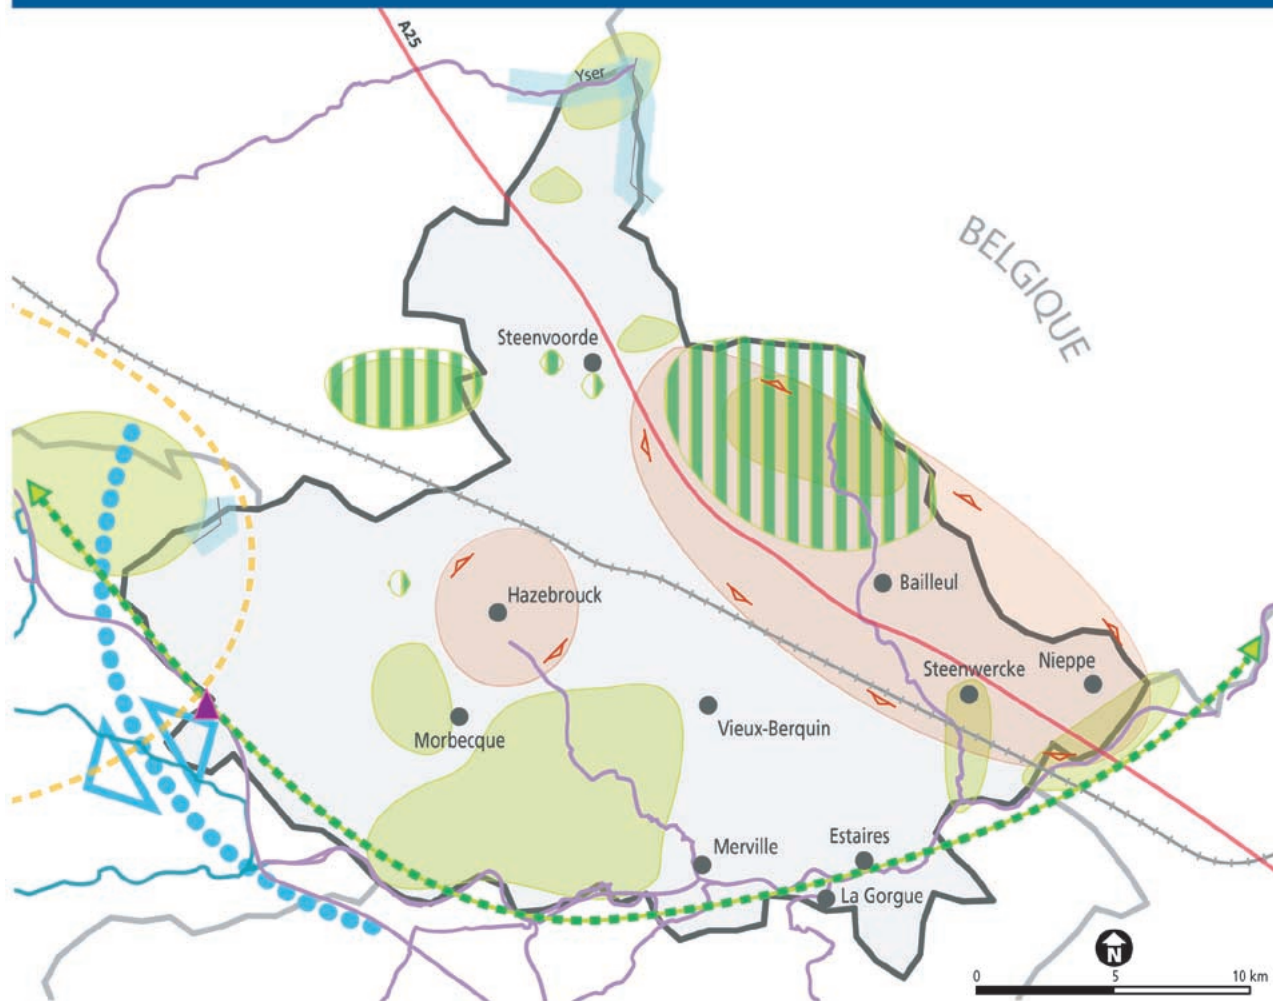 A25
Yser
BELGIQUE
Steenvoorde
Bailleul
Hazebrouck
Steenwercke
Nieppe
Morbecque
Vieux-Berquin
Merville
Estaires
La Gorgue
N
0 5 10 km